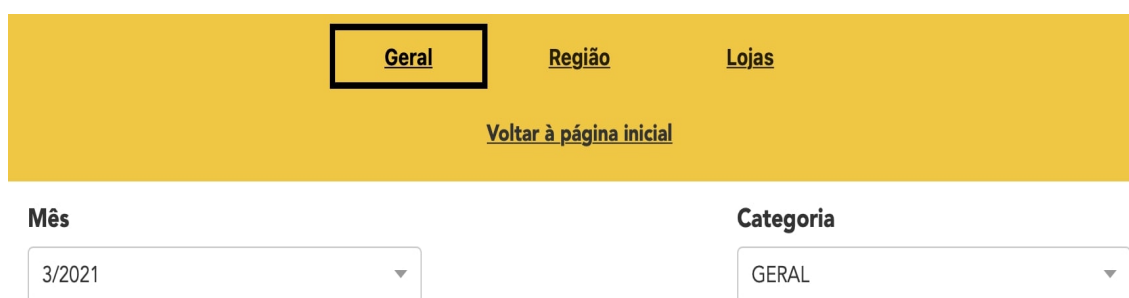 Geral Região Lojas
Voltar à página inicial
Mês Categoria
3/2021 GERAL